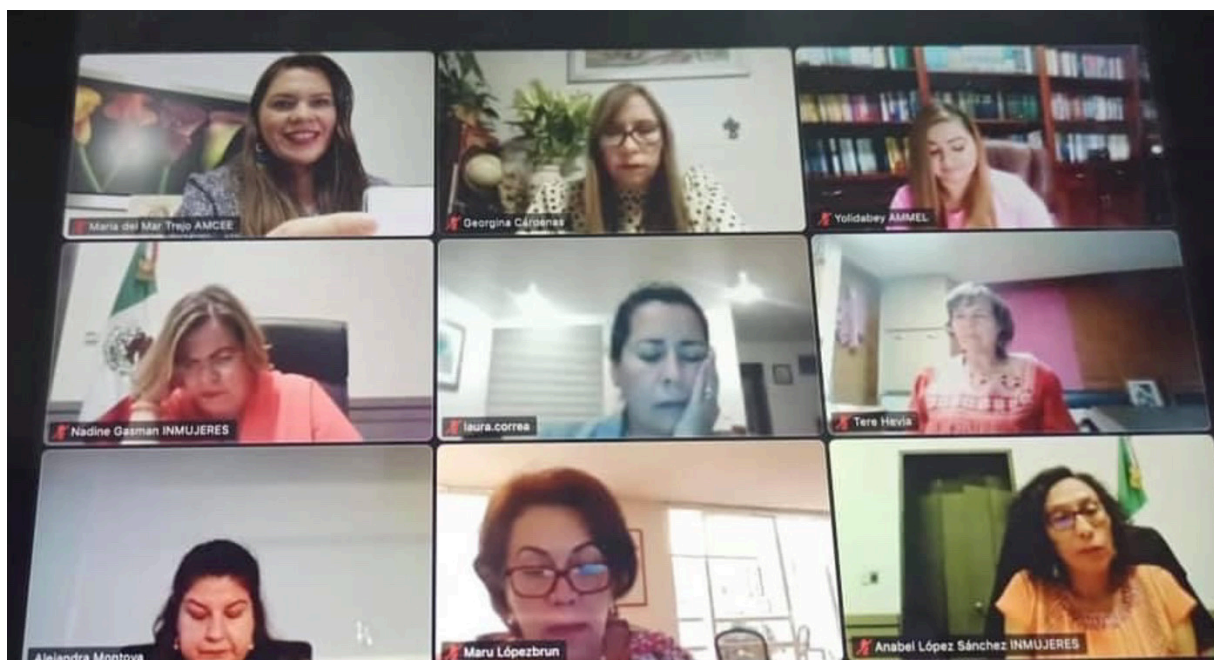 María del Mar Trejo AMCEE
Georgina Cárdenas
Yolidabey AMMEL
Nadine Gasman INMUJERES
laura.correa
Tere Hevia
Alejandra Montoya
Maru Lópezbrun
Anabel López Sánchez INMUJERES